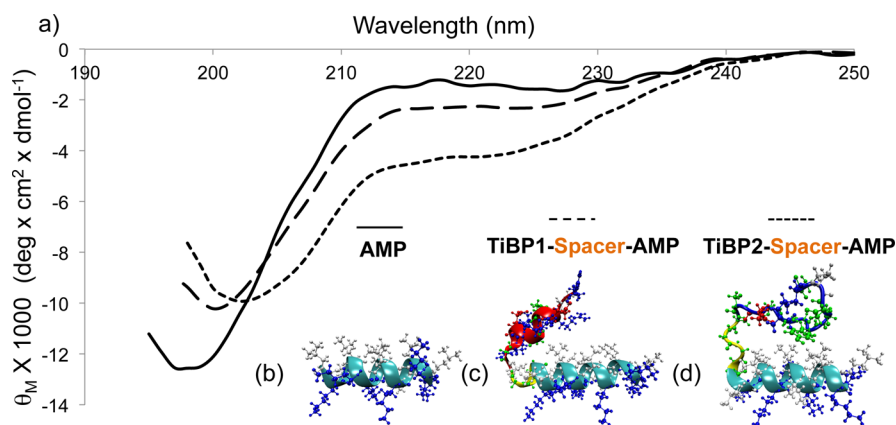 a)
Wavelength (nm)
0
190 200 210 220 230 240 250
-2
-4
-6
-8
-10
-12
-14
θM X 1000 (deg x cm² x dmol⁻¹)
AMP
TiBP1-Spacer-AMP
TiBP2-Spacer-AMP
(b)
(c)
(d)